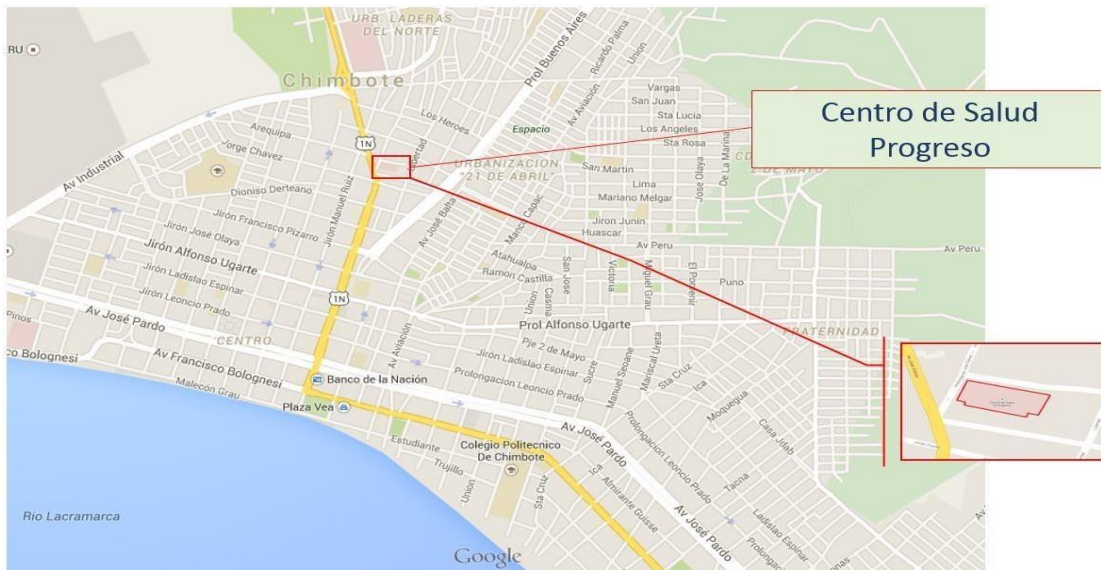 URB. LADERAS
DEL NORTE
ERU
Chimbote
Prol Buenos Aires
Ricardo Palma
Union
Av Aviación
Vargas
San Juan
Sta Lucia
Los Angeles
Sta Rosa
Centro de Salud
Progreso
Los Heroes
Espacio
Arequipa
Jorge Chavez
1N
Av Industrial
URBANIZACION
"21 DE ABRIL"
San Martin
Jose Olaya
De La Marina
2 DE MAYO
Dioniso Derteano
Jirón Manuel Ruiz
Lima
Mariano Melgar
Jirón Francisco Pizarro
Av José Balta
Manco Capac
Jiron Junin
Huascar
Jirón José Olaya
Av Peru
Av Peru
Jirón Alfonso Ugarte
Atahualpa
Ramon Castilla
San Jose
Victoria
Miguel Grau
El Porvenir
Puno
Jirón Ladislao Espinar
Jirón Leoncio Prado
1N
Union
Casma
Prol Alfonso Ugarte
FRATERNIDAD
Av José Pardo
Pinos
CENTRO
Av Aviación
Pje 2 de Mayo
Jirón Ladislao Espinar
Prolongacion Leoncio Prado
Sucre
Manuel Seoane
Mariscal Ureta
Sta Cruz
Ica
co Bolognesi
Av Francisco Bolognesi
Banco de la Nación
Malecón Grau
Plaza Vea
Moquegua
Casa Jdab
Av José Pardo
Prolongacion Leoncio Prado
Estudiante
Trujillo
Union
Colegio Politecnico
De Chimbote
Sta Cruz
Ica
Almirante Guisse
Tacna
Av José Pardo
Ladislao Espinar
Prolongacion
Río Lacramarca
Google